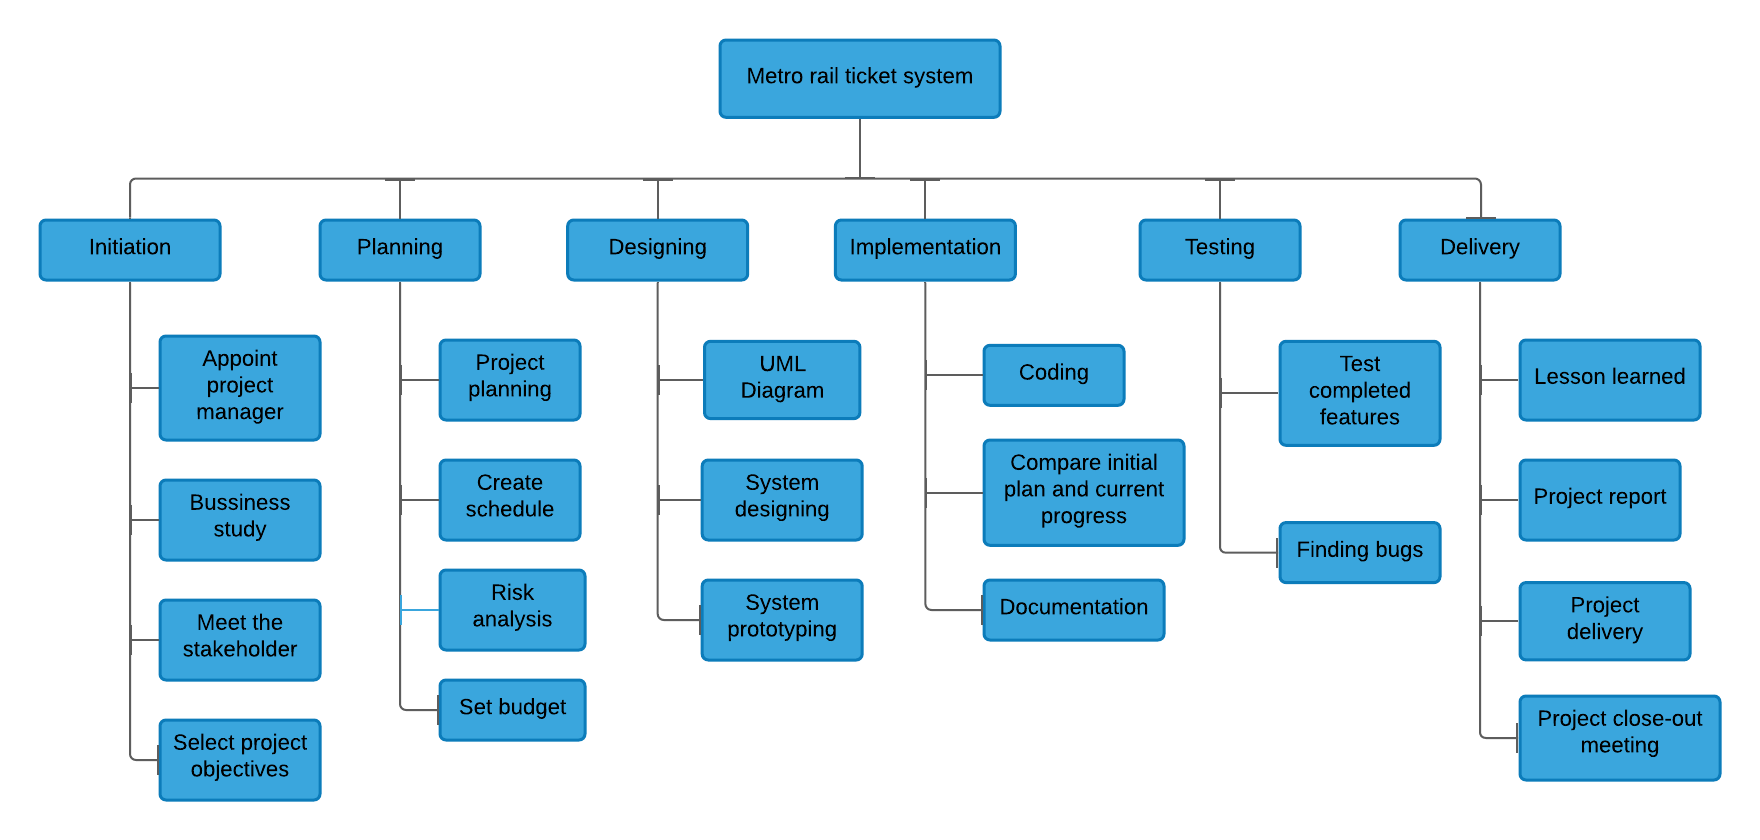 Metro rail ticket system
Initiation
Planning
Designing
Implementation
Testing
Delivery
Appoint
project
manager
Bussiness
study
Meet the
stakeholder
Select project
objectives
Project
planning
Create
schedule
Risk
analysis
Set budget
UML
Diagram
System
designing
System
prototyping
Coding
Compare initial
plan and current
progress
Documentation
Test
completed
features
Finding bugs
Lesson learned
Project report
Project
delivery
Project close-out
meeting